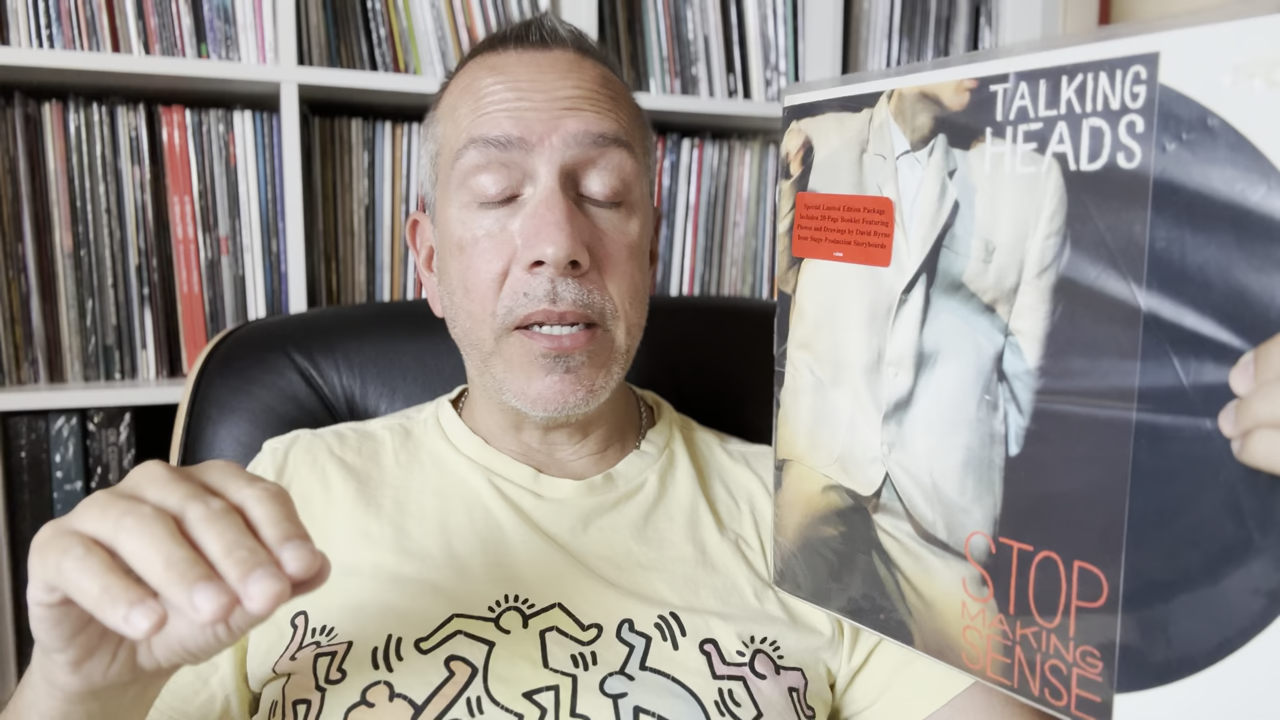 TALKING
HEADS
Special Limited Edition Package
Includes 20 Page Booklet Featuring
Photos and Drawings by David Byrne
from Stage Production Storyboards
STOP
MAKING
SENSE